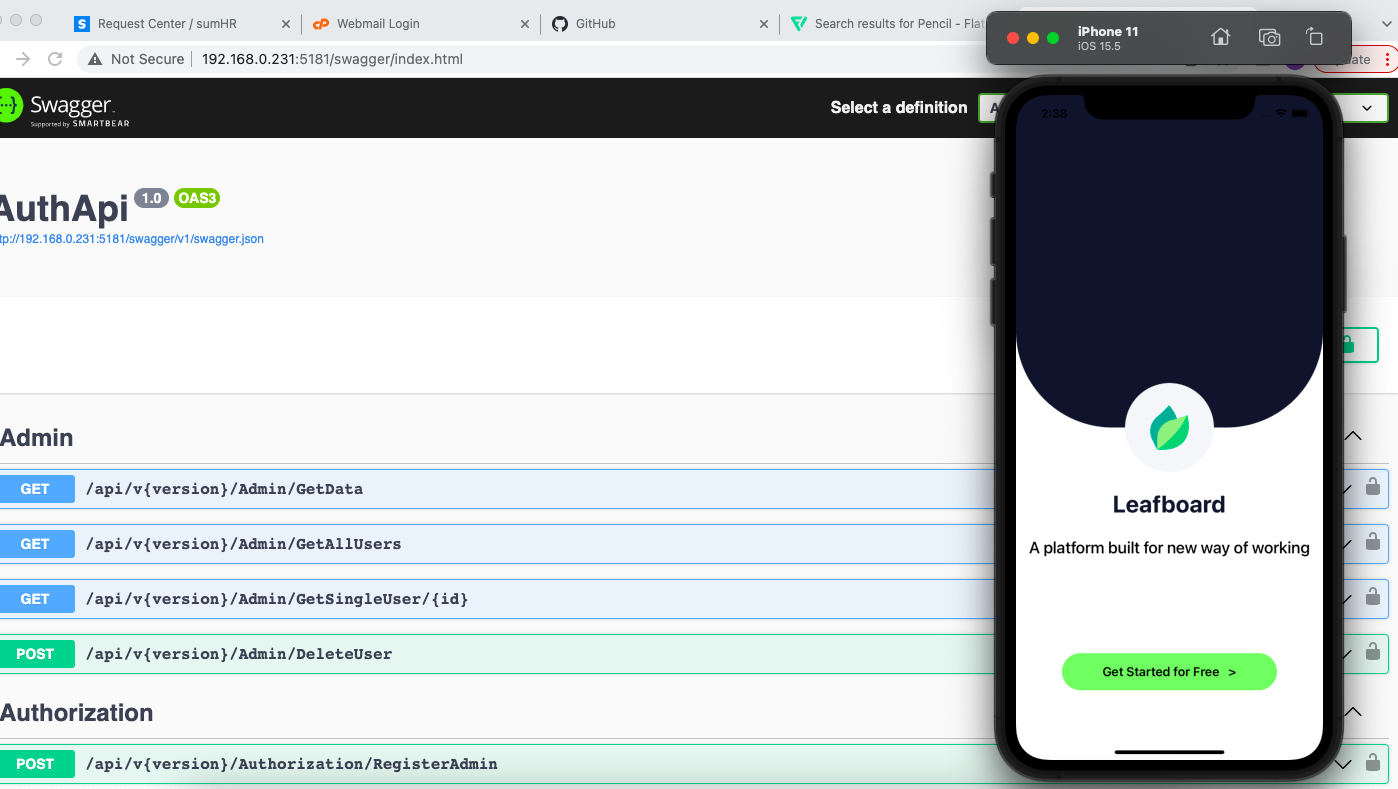 Request Center / sumHR
Webmail Login
GitHub
Search results for Pencil - Flat
Not Secure
192.168.0.231:5181/swagger/index.html
Swagger
Supported by SMARTBEAR
Select a definition
AuthApi 1.0 OAS3
tp://192.168.0.231:5181/swagger/v1/swagger.json
Admin
GET /api/v{version}/Admin/GetData
GET /api/v{version}/Admin/GetAllUsers
GET /api/v{version}/Admin/GetSingleUser/{id}
POST /api/v{version}/Admin/DeleteUser
Authorization
POST /api/v{version}/Authorization/RegisterAdmin
iPhone 11
iOS 15.5
2:38
Leafboard
A platform built for new way of working
Get Started for Free >